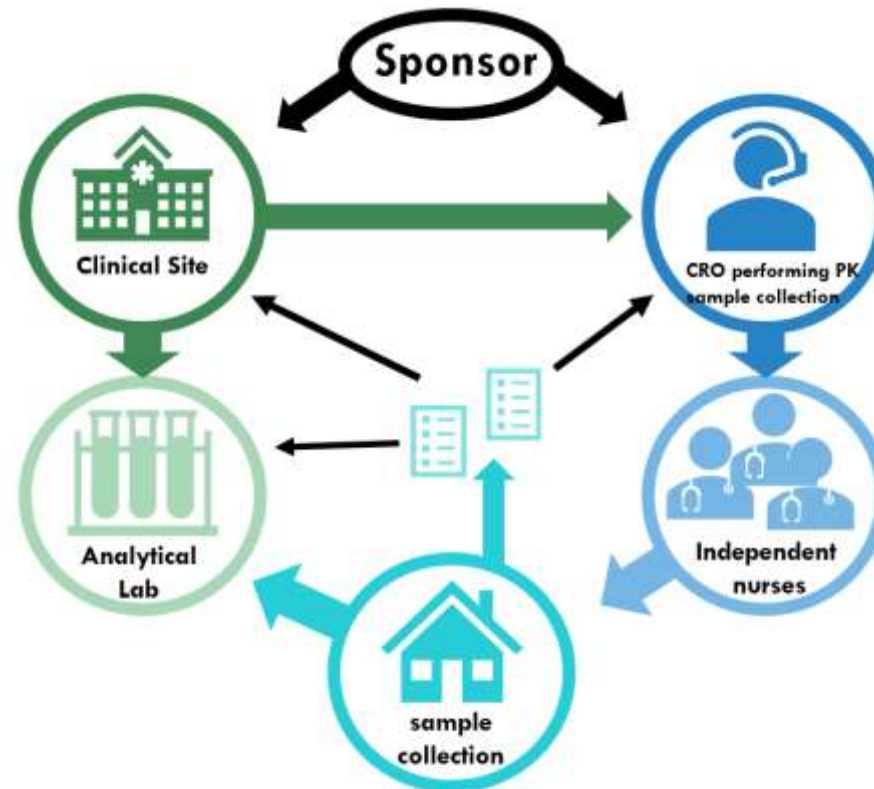 Sponsor
Clinical Site
CRO performing PK
sample collection
Analytical
Lab
Independent
nurses
sample
collection